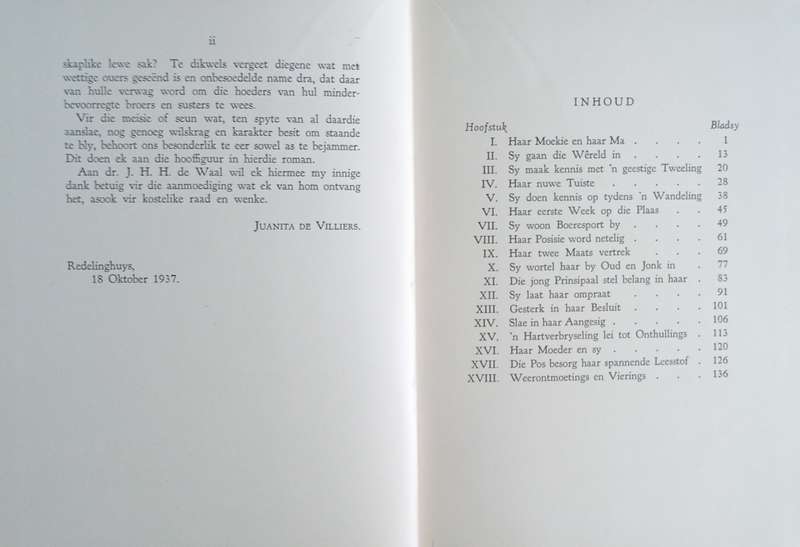 ii
skaplike lewe sak? Te dikwels vergeet diegene wat met
wettige ouers geseënd is en onbesoedelde name dra, dat daar
van hulle verwag word om die hoeders van hul minder-
bevoorregte broers en susters te wees.
Vir die meisie of seun wat, ten spyte van al daardie
aanslae, nog genoeg wilskrag en karakter besit om staande
te bly, behoort ons besonderlik te eer sowel as te bejammer.
Dit doen ek aan die hooffiguur in hierdie roman.
Aan dr. J. H. H. de Waal wil ek hiermee my innige
dank betuig vir die aanmoediging wat ek van hom ontvang
het, asook vir kostelike raad en wenke.
JUANITA DE VILLIERS.
Redelinghuys,
18 Oktober 1937.
INHOUD
Hoofstuk Bladsy
I. Haar Moekie en haar Ma . . . . 1
II. Sy gaan die Wêreld in . . . . 13
III. Sy maak kennis met 'n geestige Tweeling 20
IV. Haar nuwe Tuiste . . . . . 28
V. Sy doen kennis op tydens 'n Wandeling 38
VI. Haar eerste Week op die Plaas . . 45
VII. Sy woon Boeresport by . . . . 49
VIII. Haar Posisie word netelig . . . . 61
IX. Haar twee Maats vertrek . . . 69
X. Sy wortel haar by Oud en Jonk in . 77
XI. Die jong Prinsipaal stel belang in haar . 83
XII. Sy laat haar ompraat . . . . 91
XIII. Gesterk in haar Besluit . . . . 101
XIV. Slae in haar Aangesig . . . . . 106
XV. 'n Hartverbryseling lei tot Onthullings . 113
XVI. Haar Moeder en sy . . . . . 120
XVII. Die Pos besorg haar spannende Leesstof . 126
XVIII. Weerontmoetings en Vierings . . . 136